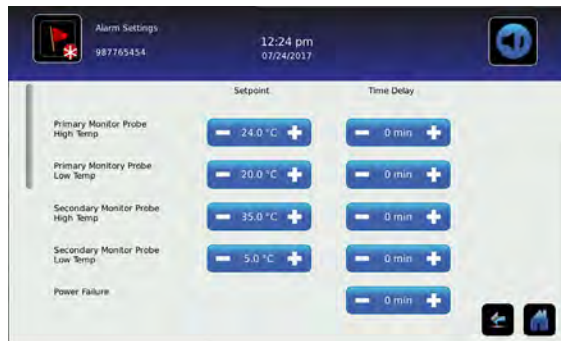 Alarm Settings
12:24 pm
987765454
07/24/2017
Setpoint Time Delay
Primary Monitor Probe
High Temp
24.0 °C 0 min
Primary Monitory Probe
Low Temp
20.0 °C 0 min
Secondary Monitor Probe
High Temp
35.0 °C 0 min
Secondary Monitor Probe
Low Temp
5.0 °C 0 min
Power Failure
0 min